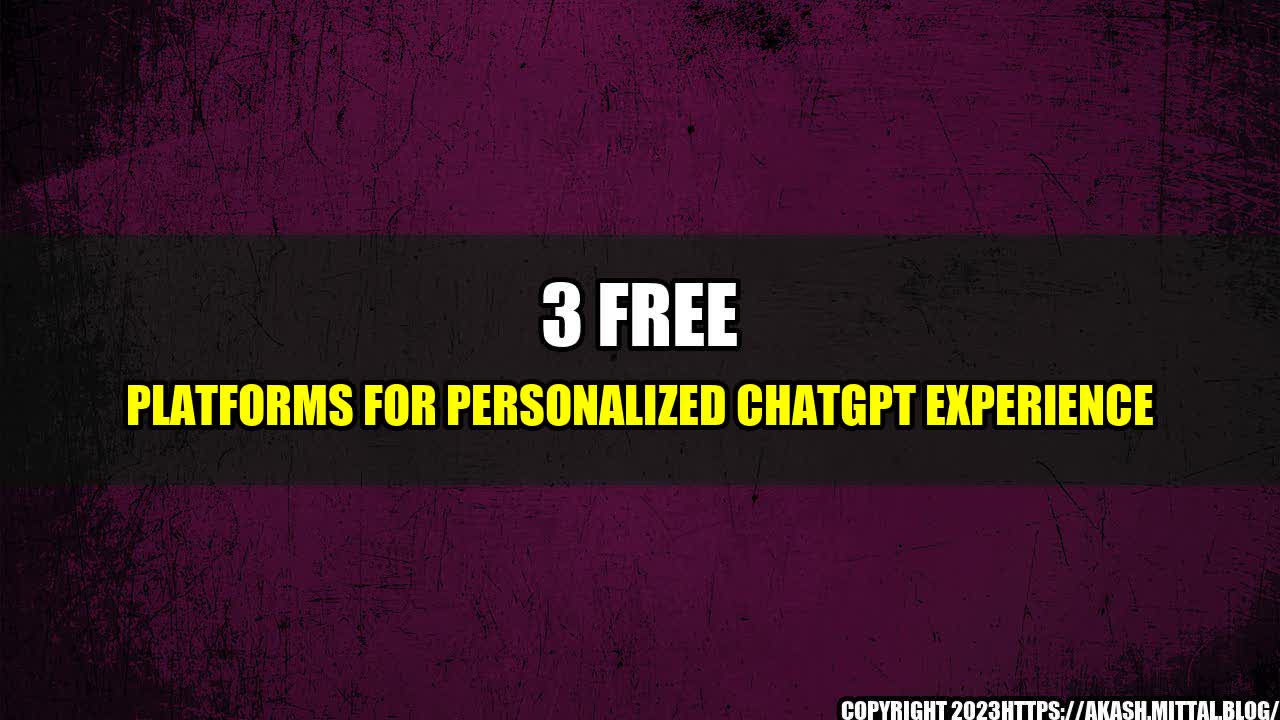 3 FREE
PLATFORMS FOR PERSONALIZED CHATGPT EXPERIENCE
COPYRIGHT 2023HTTPS://AKASH.MITTAL.BLOG/